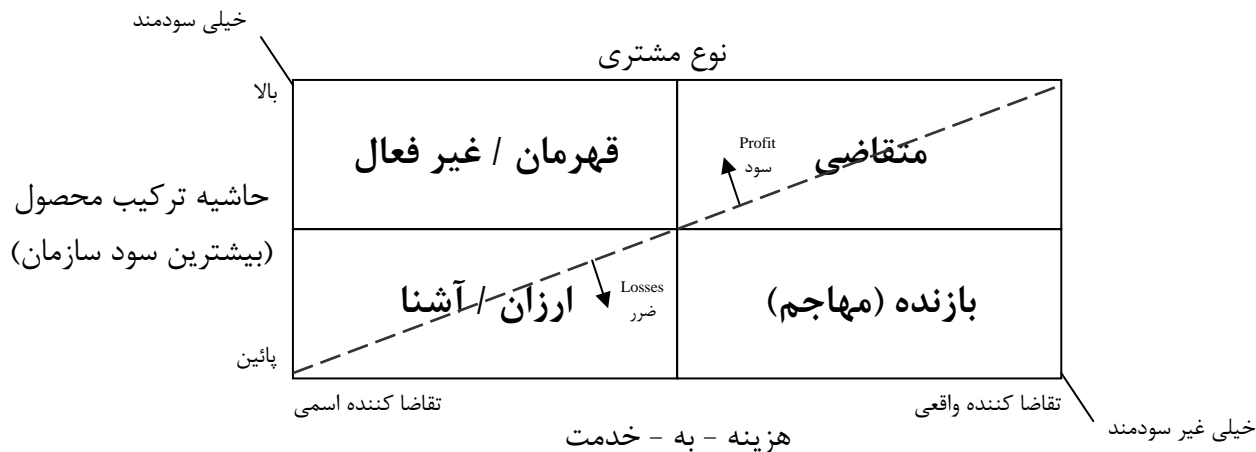 خیلی سودمند
نوع مشتری
بالا
قهرمان / غیر فعال
Profit
سود
متقاضی
حاشیه ترکیب محصول
(بیشترین سود سازمان)
ارزان / آشنا
Losses
ضرر
بازنده (مهاجم)
پائین
تقاضا کننده اسمی
تقاضا کننده واقعی
خیلی غیر سودمند
هزینه - به - خدمت